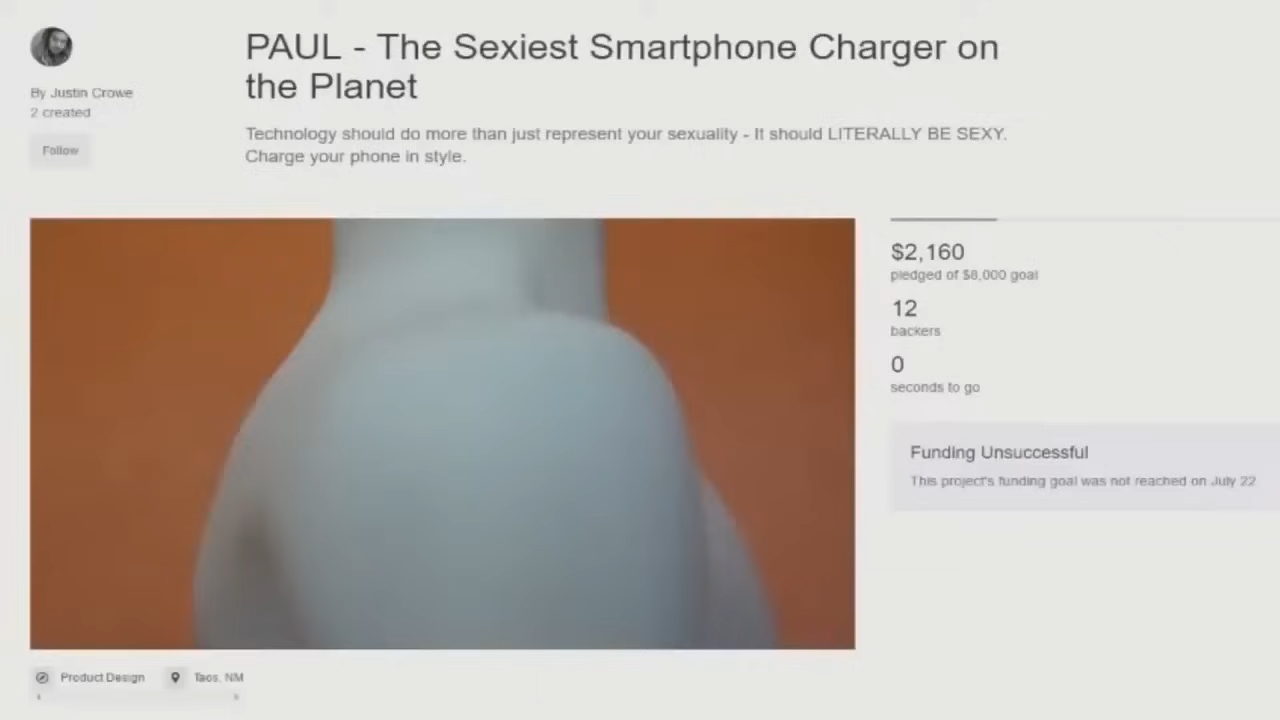 PAUL - The Sexiest Smartphone Charger on
the Planet
By Justin Crowe
2 created
Follow
Technology should do more than just represent your sexuality - It should LITERALLY BE SEXY.
Charge your phone in style.
$2,160
pledged of $8,000 goal
12
backers
0
seconds to go
Funding Unsuccessful
This project's funding goal was not reached on July 22
Product Design
Taos, NM